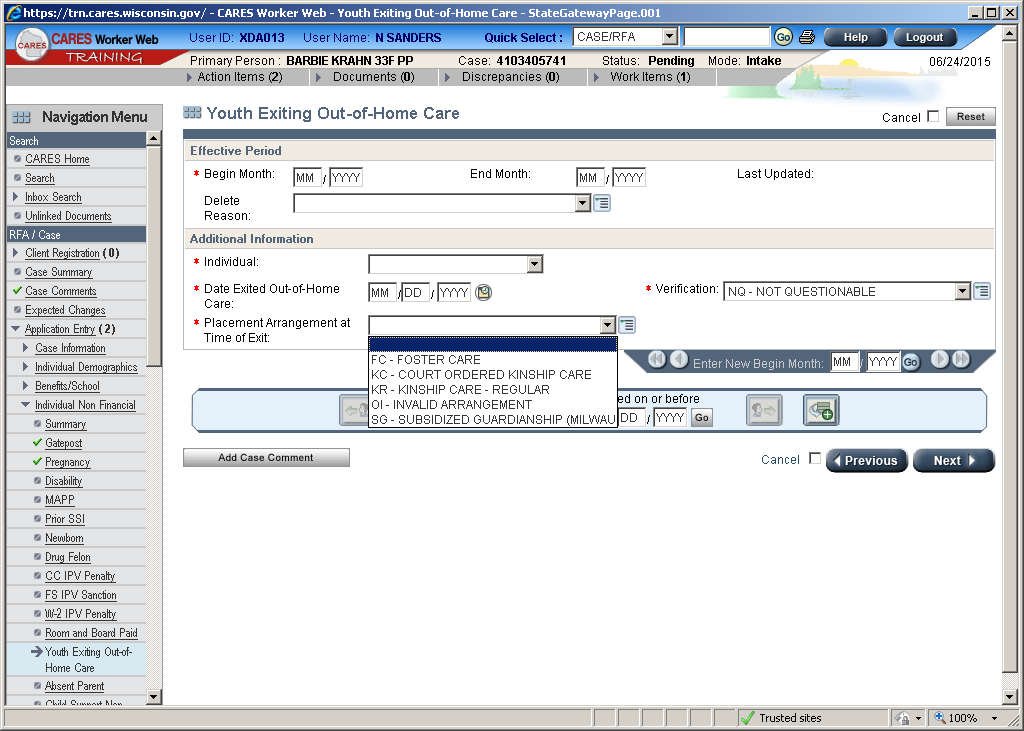 https://trn.cares.wisconsin.gov/ - CARES Worker Web - Youth Exiting Out-of-Home Care - StateGatewayPage.001
CARES
CARES Worker Web
TRAINING
User ID: XDA013 User Name: N SANDERS Quick Select : CASE/RFA Go Help Logout
Primary Person : BARBIE KRAHN 33F PP Case: 4103405741 Status: Pending Mode: Intake 06/24/2015
Action Items (2) Documents (0) Discrepancies (0) Work Items (1)
Navigation Menu
Search
CARES Home
Search
Inbox Search
Unlinked Documents
RFA / Case
Client Registration (0)
Case Summary
Case Comments
Expected Changes
Application Entry (2)
Case Information
Individual Demographics
Benefits/School
Individual Non Financial
Summary
Gatepost
Pregnancy
Disability
MAPP
Prior SSI
Newborn
Drug Felon
CC IPV Penalty
FS IPV Sanction
W-2 IPV Penalty
Room and Board Paid
Youth Exiting Out-of-
Home Care
Absent Parent
Child Support Non
Youth Exiting Out-of-Home Care
Cancel Reset
Effective Period
* Begin Month: MM / YYYY End Month: MM / YYYY Last Updated:
Delete
Reason:
Additional Information
* Individual:
* Date Exited Out-of-Home
Care: MM / DD / YYYY * Verification: NQ - NOT QUESTIONABLE
* Placement Arrangement at
Time of Exit:
FC - FOSTER CARE
KC - COURT ORDERED KINSHIP CARE
KR - KINSHIP CARE - REGULAR
OI - INVALID ARRANGEMENT
SG - SUBSIDIZED GUARDIANSHIP (MILWAU
Enter New Begin Month: MM / YYYY Go
ed on or before
DD / YYYY Go
Add Case Comment
Cancel Previous Next
Trusted sites 100%